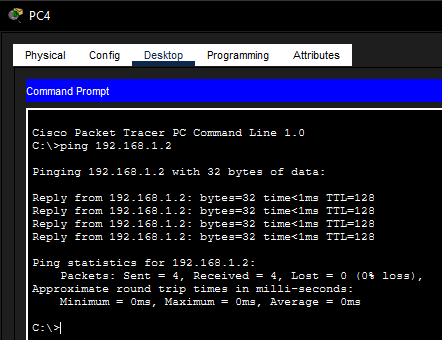 PC4
Physical Config Desktop Programming Attributes
Command Prompt
Cisco Packet Tracer PC Command Line 1.0
C:\>ping 192.168.1.2
Pinging 192.168.1.2 with 32 bytes of data:
Reply from 192.168.1.2: bytes=32 time<1ms TTL=128
Reply from 192.168.1.2: bytes=32 time<1ms TTL=128
Reply from 192.168.1.2: bytes=32 time<1ms TTL=128
Reply from 192.168.1.2: bytes=32 time<1ms TTL=128
Ping statistics for 192.168.1.2:
    Packets: Sent = 4, Received = 4, Lost = 0 (0% loss),
Approximate round trip times in milli-seconds:
    Minimum = 0ms, Maximum = 0ms, Average = 0ms
C:\>